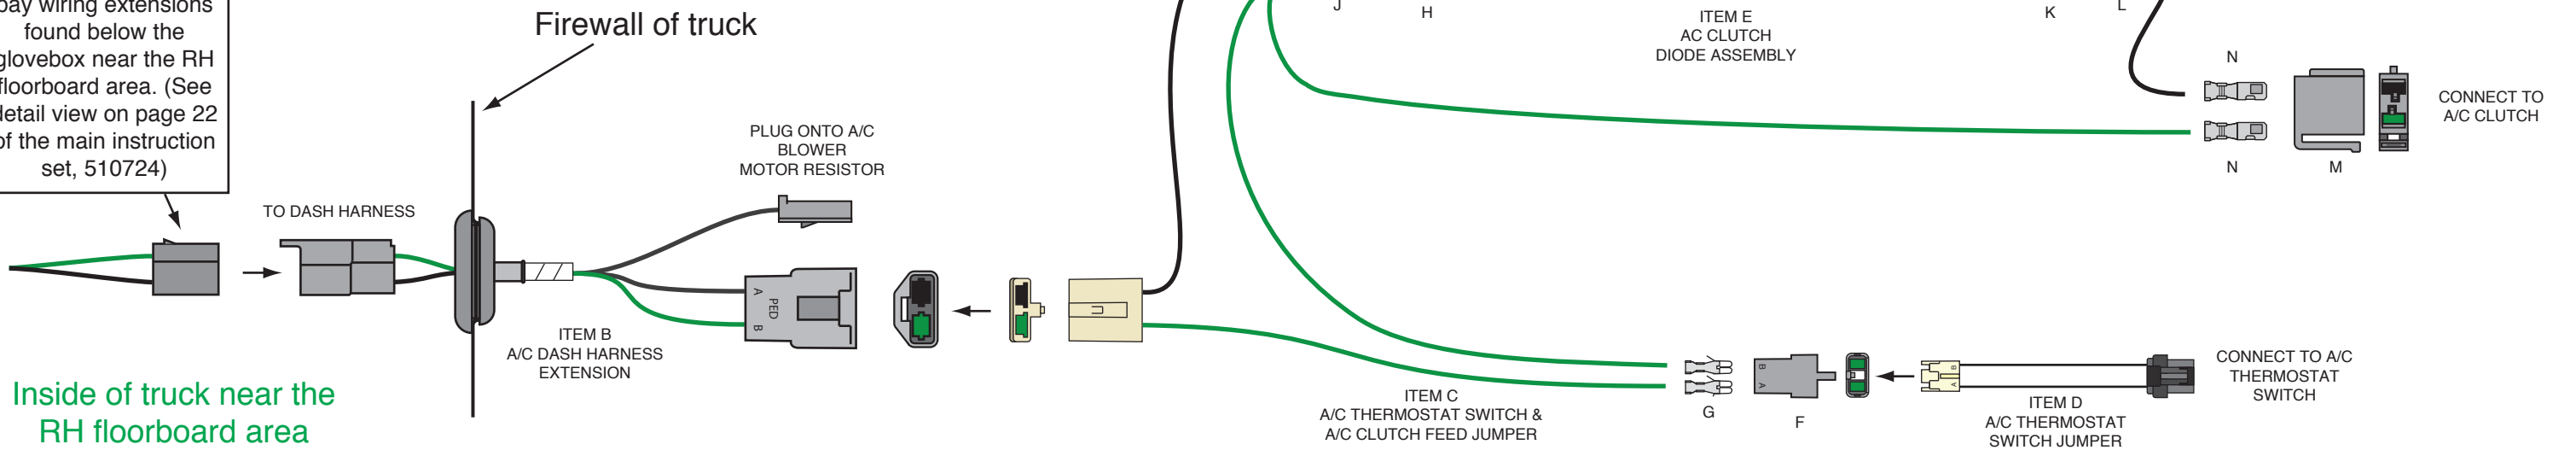 bay wiring extensions
found below the
glovebox near the RH
floorboard area. (See
detail view on page 22
of the main instruction
set, 510724)
Firewall of truck
J
H
ITEM E
AC CLUTCH
DIODE ASSEMBLY
K
L
N
N
M
CONNECT TO
A/C CLUTCH
PLUG ONTO A/C
BLOWER
MOTOR RESISTOR
TO DASH HARNESS
A
PED
B
ITEM B
A/C DASH HARNESS
EXTENSION
Inside of truck near the
RH floorboard area
ITEM C
A/C THERMOSTAT SWITCH &
A/C CLUTCH FEED JUMPER
G
B
A
F
B
A
ITEM D
A/C THERMOSTAT
SWITCH JUMPER
CONNECT TO A/C
THERMOSTAT
SWITCH